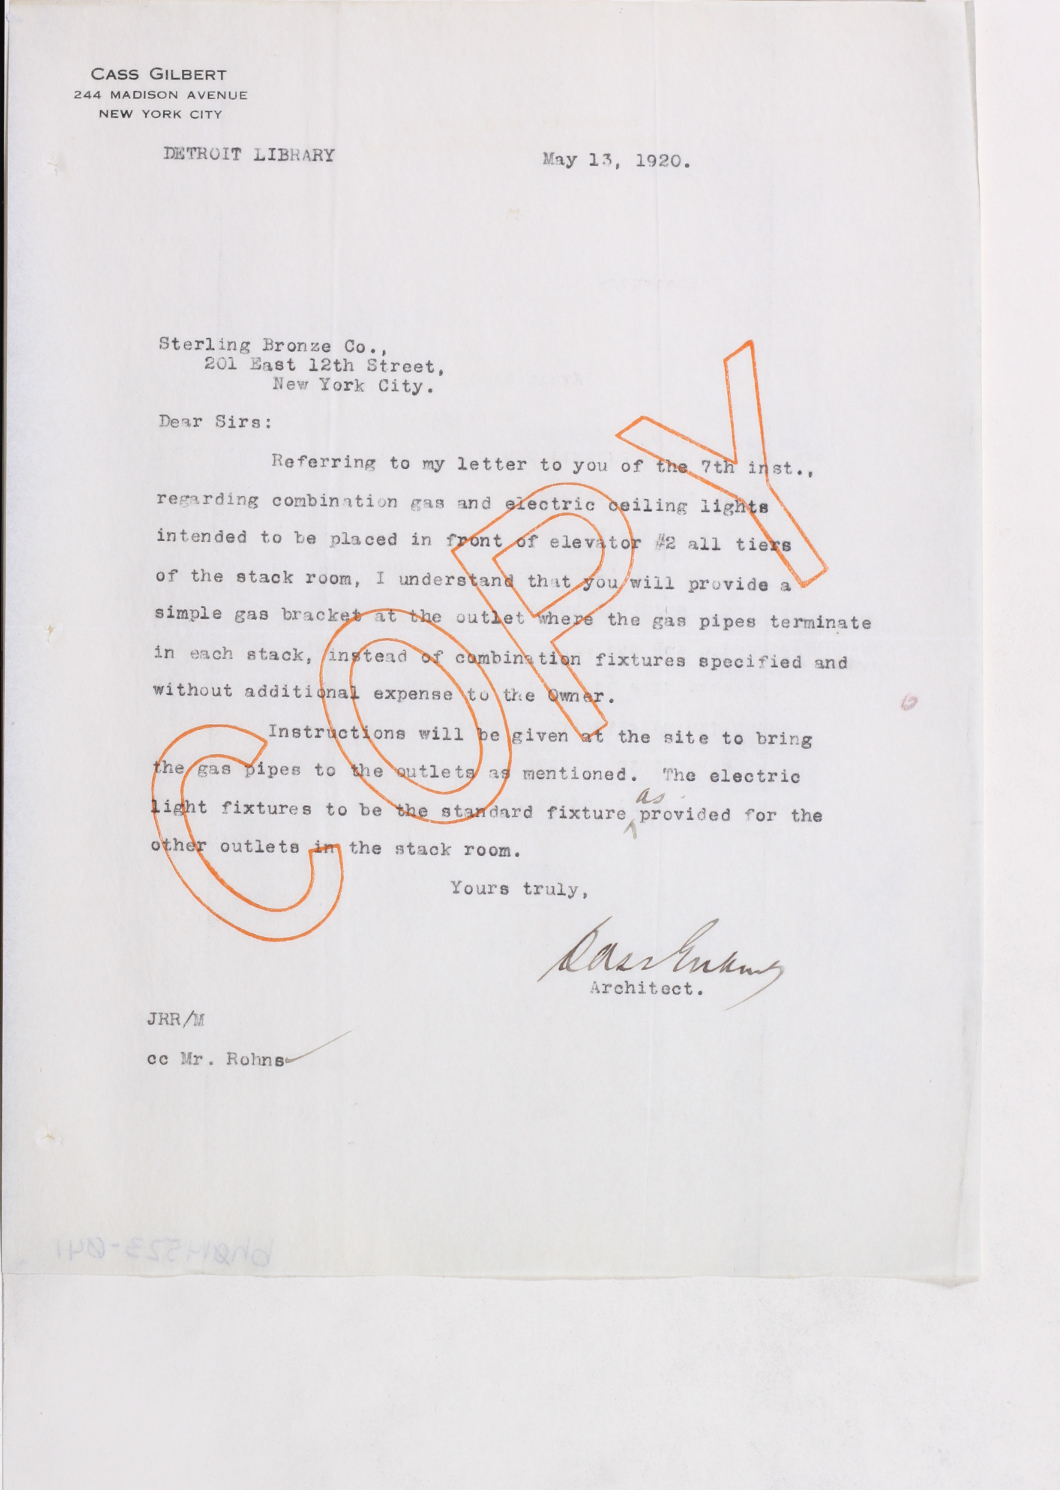 CASS GILBERT
244 MADISON AVENUE
NEW YORK CITY
DETROIT LIBRARY
May 13, 1920.
Sterling Bronze Co.,
201 East 12th Street,
New York City.
Dear Sirs:
Referring to my letter to you of the 7th inst.,
regarding combination gas and electric ceiling lights
intended to be placed in front of elevator #2 all tiers
of the stack room, I understand that you will provide a
simple gas bracket at the outlet where the gas pipes terminate
in each stack, instead of combination fixtures specified and
without additional expense to the Owner.
Instructions will be given at the site to bring
the gas pipes to the outlets as mentioned. The electric
light fixtures to be the standard fixture as provided for the
other outlets in the stack room.
Yours truly,
Cass Gilbert
Architect.
JRR/M
cc Mr. Rohns
COPY
6
bh014523-041